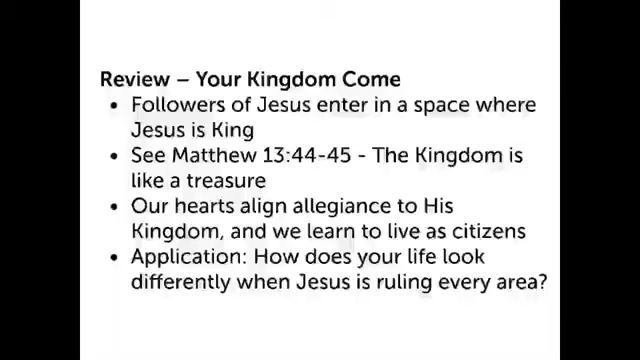 Review – Your Kingdom Come
• Followers of Jesus enter in a space where
Jesus is King
• See Matthew 13:44-45 - The Kingdom is
like a treasure
• Our hearts align allegiance to His
Kingdom, and we learn to live as citizens
• Application: How does your life look
differently when Jesus is ruling every area?